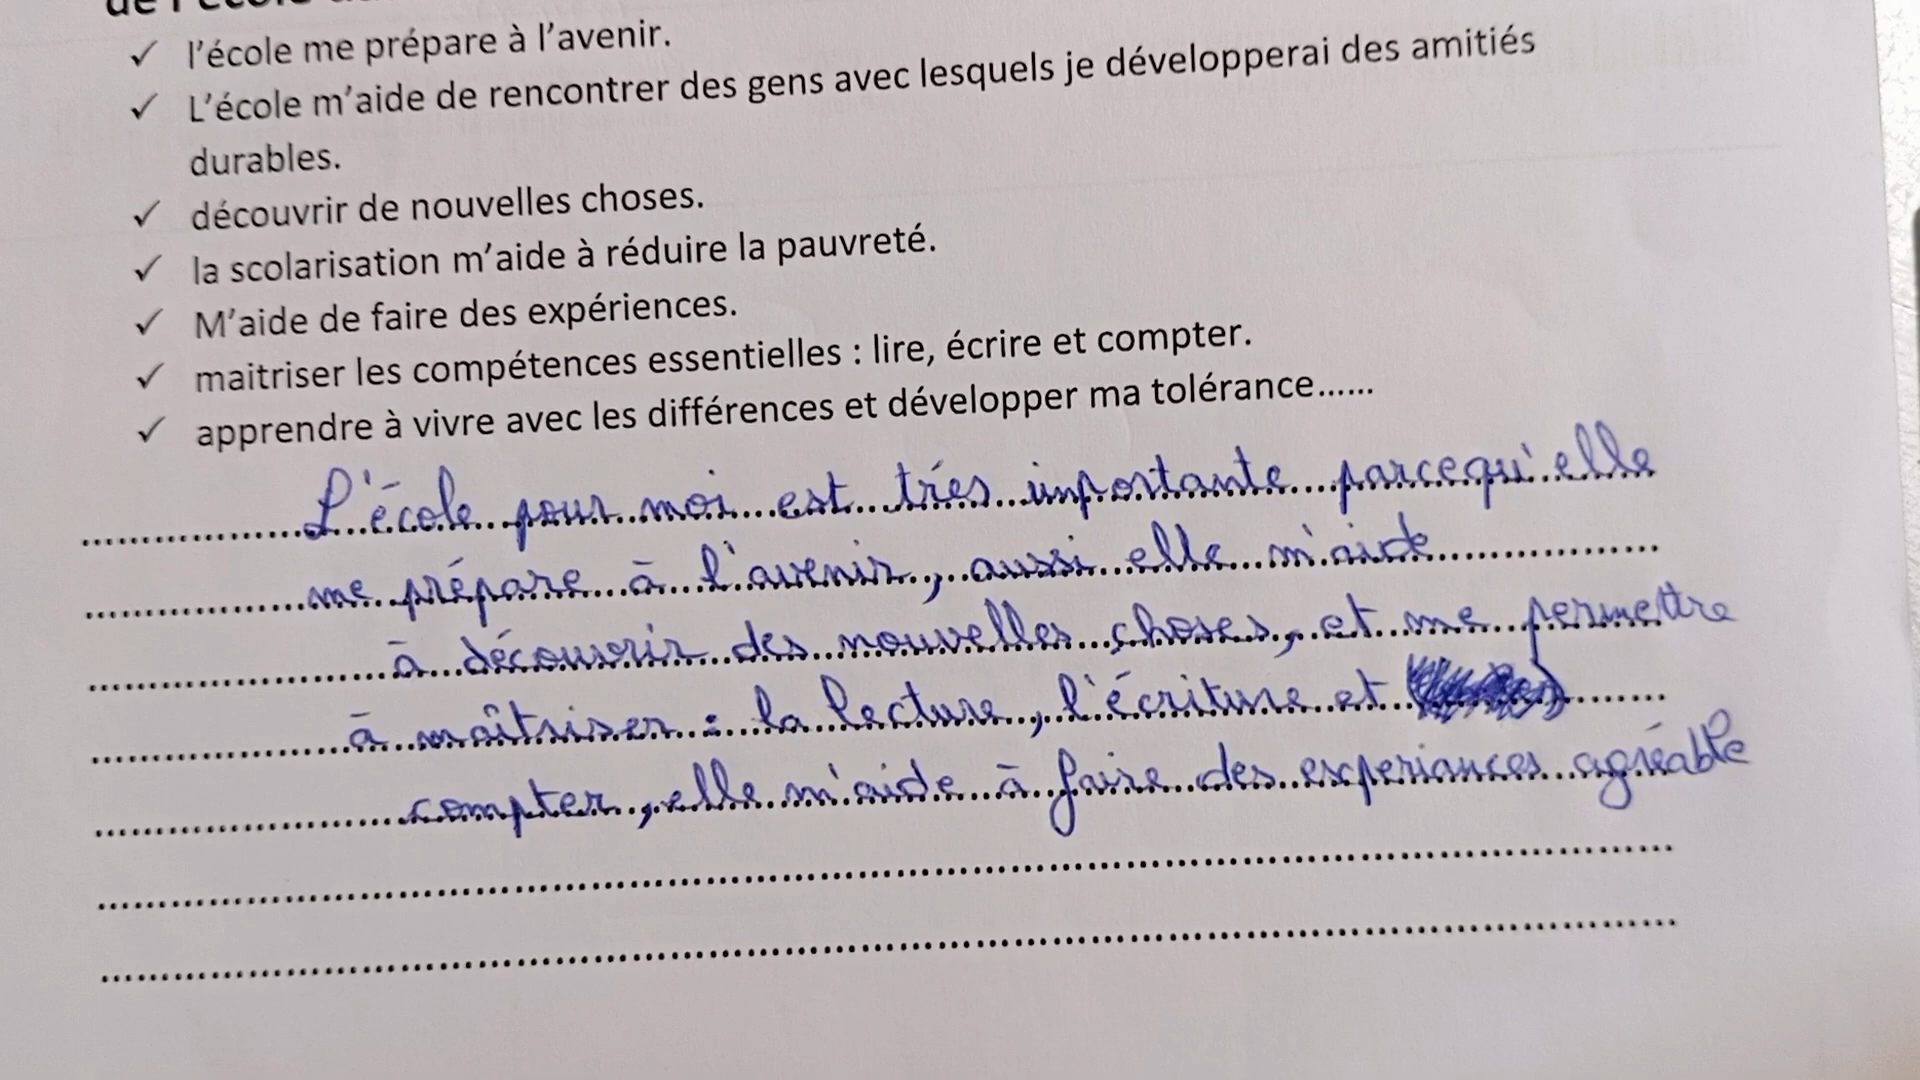 ✓ l'école me prépare à l'avenir.
✓ L'école m'aide de rencontrer des gens avec lesquels je développerai des amitiés
durables.
✓ découvrir de nouvelles choses.
✓ la scolarisation m'aide à réduire la pauvreté.
✓ M'aide de faire des expériences.
✓ maitriser les compétences essentielles : lire, écrire et compter.
✓ apprendre à vivre avec les différences et développer ma tolérance......
L'école pour moi est trés importante parcequ'elle
me prépare à l'avenir, aussi elle m'aide
à découvrir des nouvelles choses, et me permettre
à maîtriser : la lecture, l'écriture et
compter, elle m'aide à faire des experiances agréable